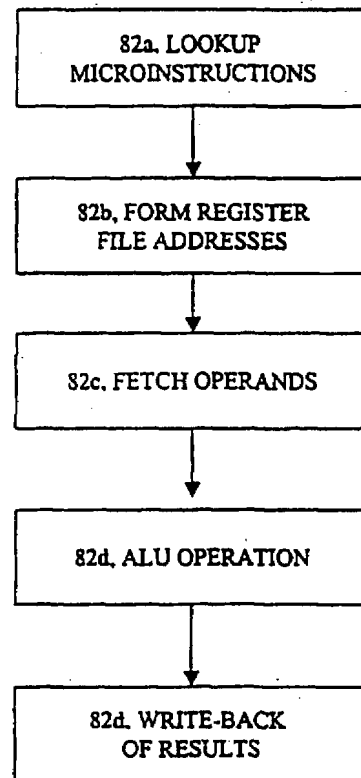 82a, LOOKUP
MICROINSTRUCTIONS
82b, FORM REGISTER
FILE ADDRESSES
82c, FETCH OPERANDS
82d, ALU OPERATION
82d, WRITE-BACK
OF RESULTS